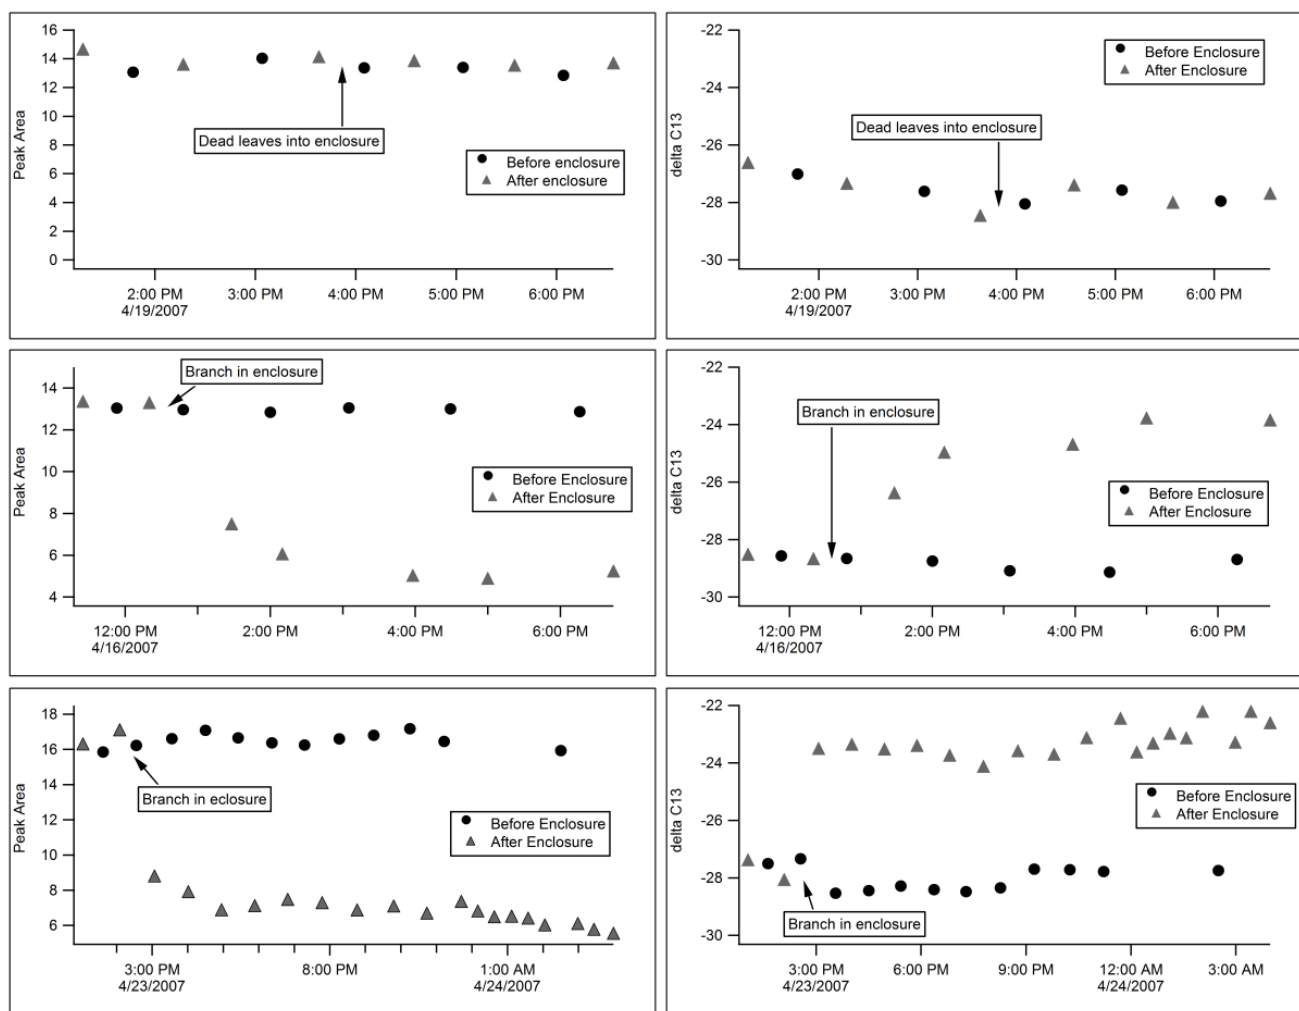 16
14
12
10
8
6
4
2
0
Peak Area
Dead leaves into enclosure
Before enclosure
After enclosure
2:00 PM 3:00 PM 4:00 PM 5:00 PM 6:00 PM
4/19/2007
-22
-24
-26
-28
-30
delta C13
Before Enclosure
After Enclosure
Dead leaves into enclosure
2:00 PM 3:00 PM 4:00 PM 5:00 PM 6:00 PM
4/19/2007
14
12
10
8
6
4
Peak Area
Branch in enclosure
Before Enclosure
After Enclosure
12:00 PM 2:00 PM 4:00 PM 6:00 PM
4/16/2007
-22
-24
-26
-28
-30
delta C13
Branch in enclosure
Before Enclosure
After Enclosure
12:00 PM 2:00 PM 4:00 PM 6:00 PM
4/16/2007
18
16
14
12
10
8
6
Peak Area
Branch in eclosure
Before Enclosure
After Enclosure
3:00 PM 8:00 PM 1:00 AM
4/23/2007 4/24/2007
-22
-24
-26
-28
-30
delta C13
Before Enclosure
After Enclosure
Branch in enclosure
3:00 PM 6:00 PM 9:00 PM 12:00 AM 3:00 AM
4/23/2007 4/24/2007